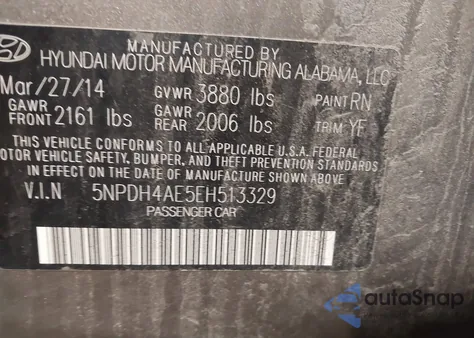 MANUFACTURED BY
HYUNDAI MOTOR MANUFACTURING ALABAMA, LLC
Mar/27/14 GVWR 3880 lbs PAINT RN
GAWR FRONT 2161 lbs GAWR REAR 2006 lbs TRIM YF
THIS VEHICLE CONFORMS TO ALL APPLICABLE U.S.A. FEDERAL
MOTOR VEHICLE SAFETY, BUMPER, AND THEFT PREVENTION STANDARDS
IN EFFECT ON THE DATE OF MANUFACTURE SHOWN ABOVE.
V.I.N 5NPDH4AE5EH513329
PASSENGER CAR
autoSnap